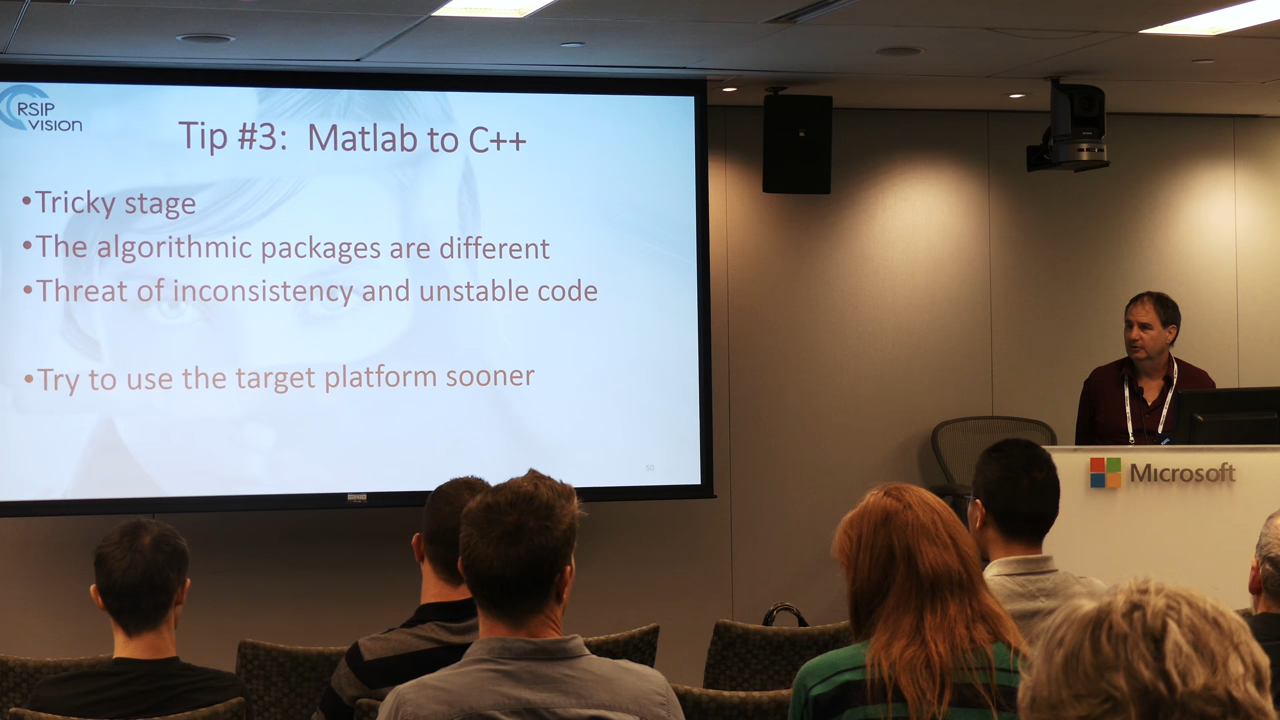 RSIP
VISION
Tip #3: Matlab to C++
•Tricky stage
•The algorithmic packages are different
•Threat of inconsistency and unstable code
•Try to use the target platform sooner
50
Microsoft